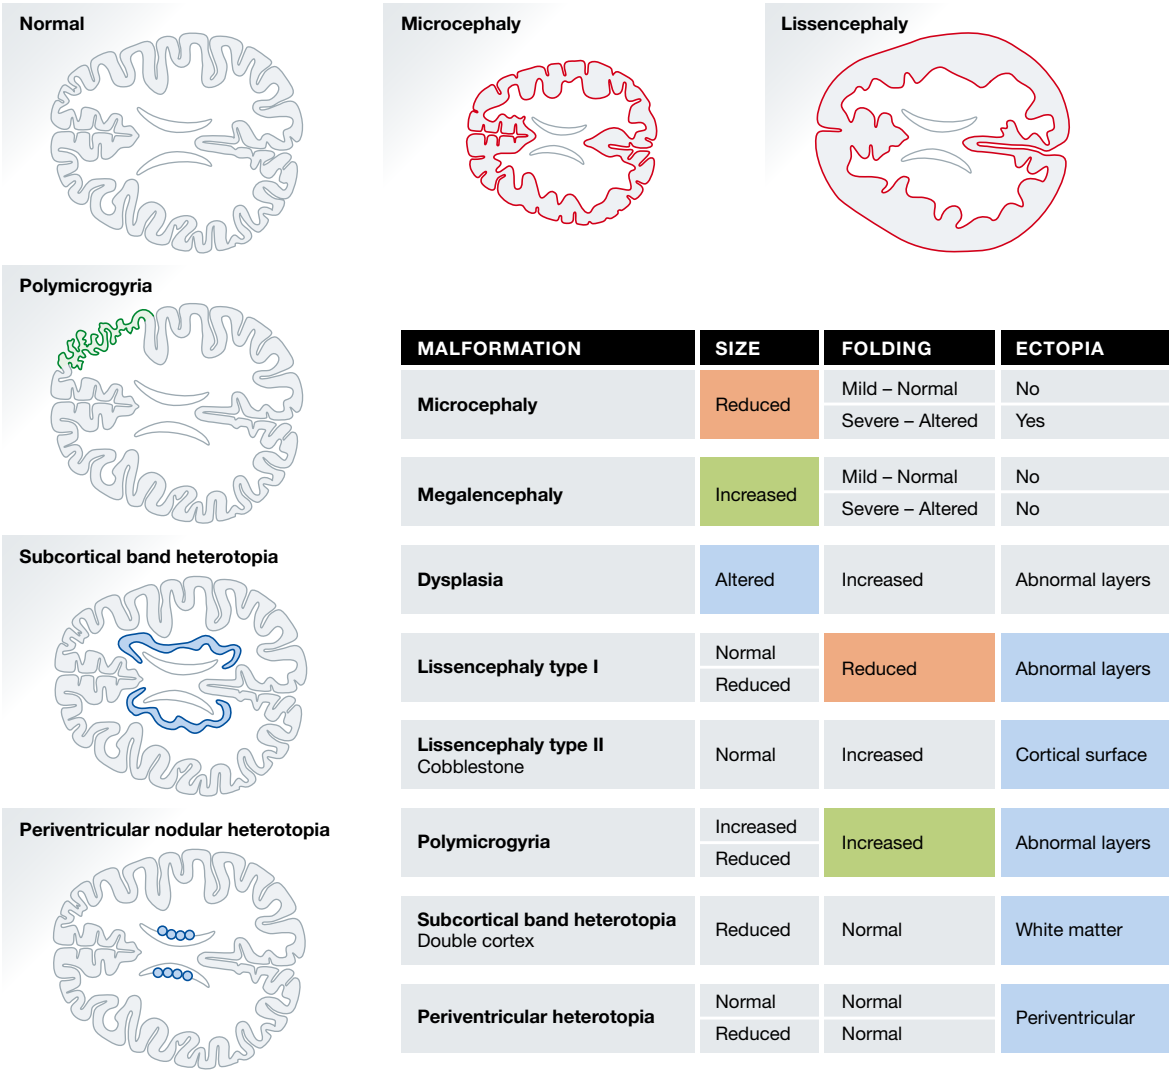 Normal
Microcephaly
Lissencephaly
Polymicrogyria
Subcortical band heterotopia
Periventricular nodular heterotopia
MALFORMATION SIZE FOLDING ECTOPIA
Microcephaly Reduced
Mild – Normal No
Severe – Altered Yes
Megalencephaly Increased
Mild – Normal No
Severe – Altered No
Dysplasia Altered Increased Abnormal layers
Lissencephaly type I
Normal
Reduced
Reduced Abnormal layers
Lissencephaly type II
Cobblestone
Normal Increased Cortical surface
Polymicrogyria
Increased
Reduced
Increased Abnormal layers
Subcortical band heterotopia
Double cortex
Reduced Normal White matter
Periventricular heterotopia
Normal Normal
Reduced Normal
Periventricular